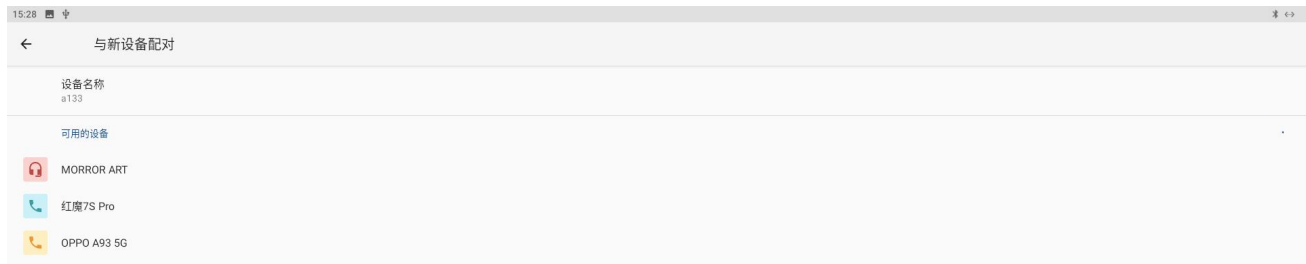 15:28
与新设备配对
设备名称
a133
可用的设备
MORROR ART
红魔7S Pro
OPPO A93 5G